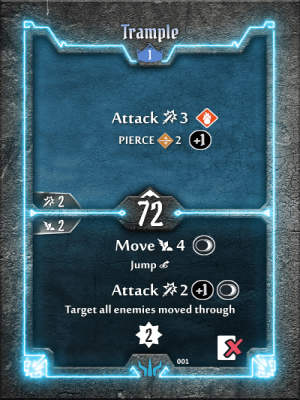 Trample
1
Attack 3
PIERCE 2 +1
2
72
2
Move 4
Jump
Attack 2 +1
Target all enemies moved through
2
001